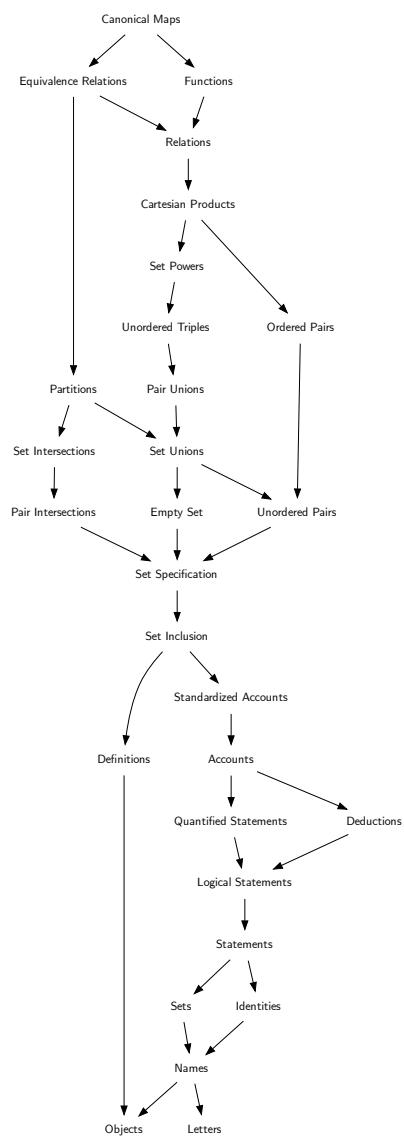 Canonical Maps
Equivalence Relations
Functions
Relations
Cartesian Products
Set Powers
Unordered Triples
Ordered Pairs
Partitions
Pair Unions
Set Intersections
Set Unions
Pair Intersections
Empty Set
Unordered Pairs
Set Specification
Set Inclusion
Standardized Accounts
Definitions
Accounts
Quantified Statements
Deductions
Logical Statements
Statements
Sets
Identities
Names
Objects
Letters